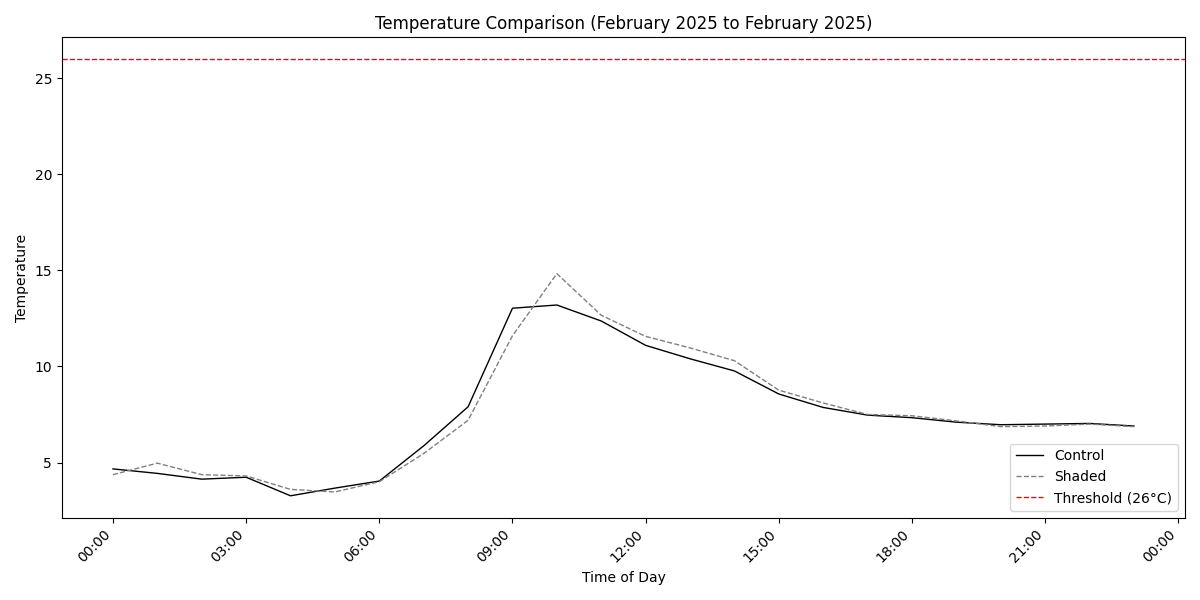 Temperature Comparison (February 2025 to February 2025)
Temperature
25
20
15
10
5
00:00
03:00
06:00
09:00
12:00
15:00
18:00
21:00
00:00
Time of Day
Control
Shaded
Threshold (26°C)